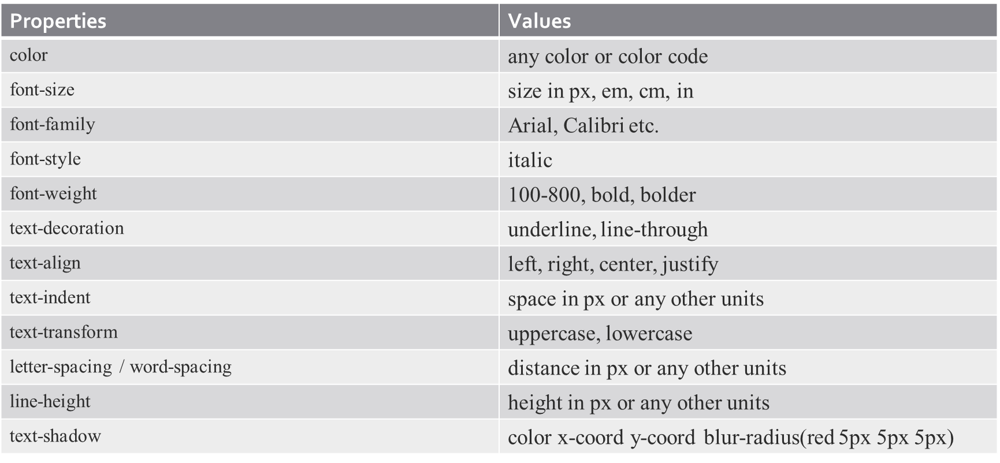 Properties Values
color any color or color code
font-size size in px, em, cm, in
font-family Arial, Calibri etc.
font-style italic
font-weight 100-800, bold, bolder
text-decoration underline, line-through
text-align left, right, center, justify
text-indent space in px or any other units
text-transform uppercase, lowercase
letter-spacing / word-spacing distance in px or any other units
line-height height in px or any other units
text-shadow color x-coord y-coord blur-radius(red 5px 5px 5px)